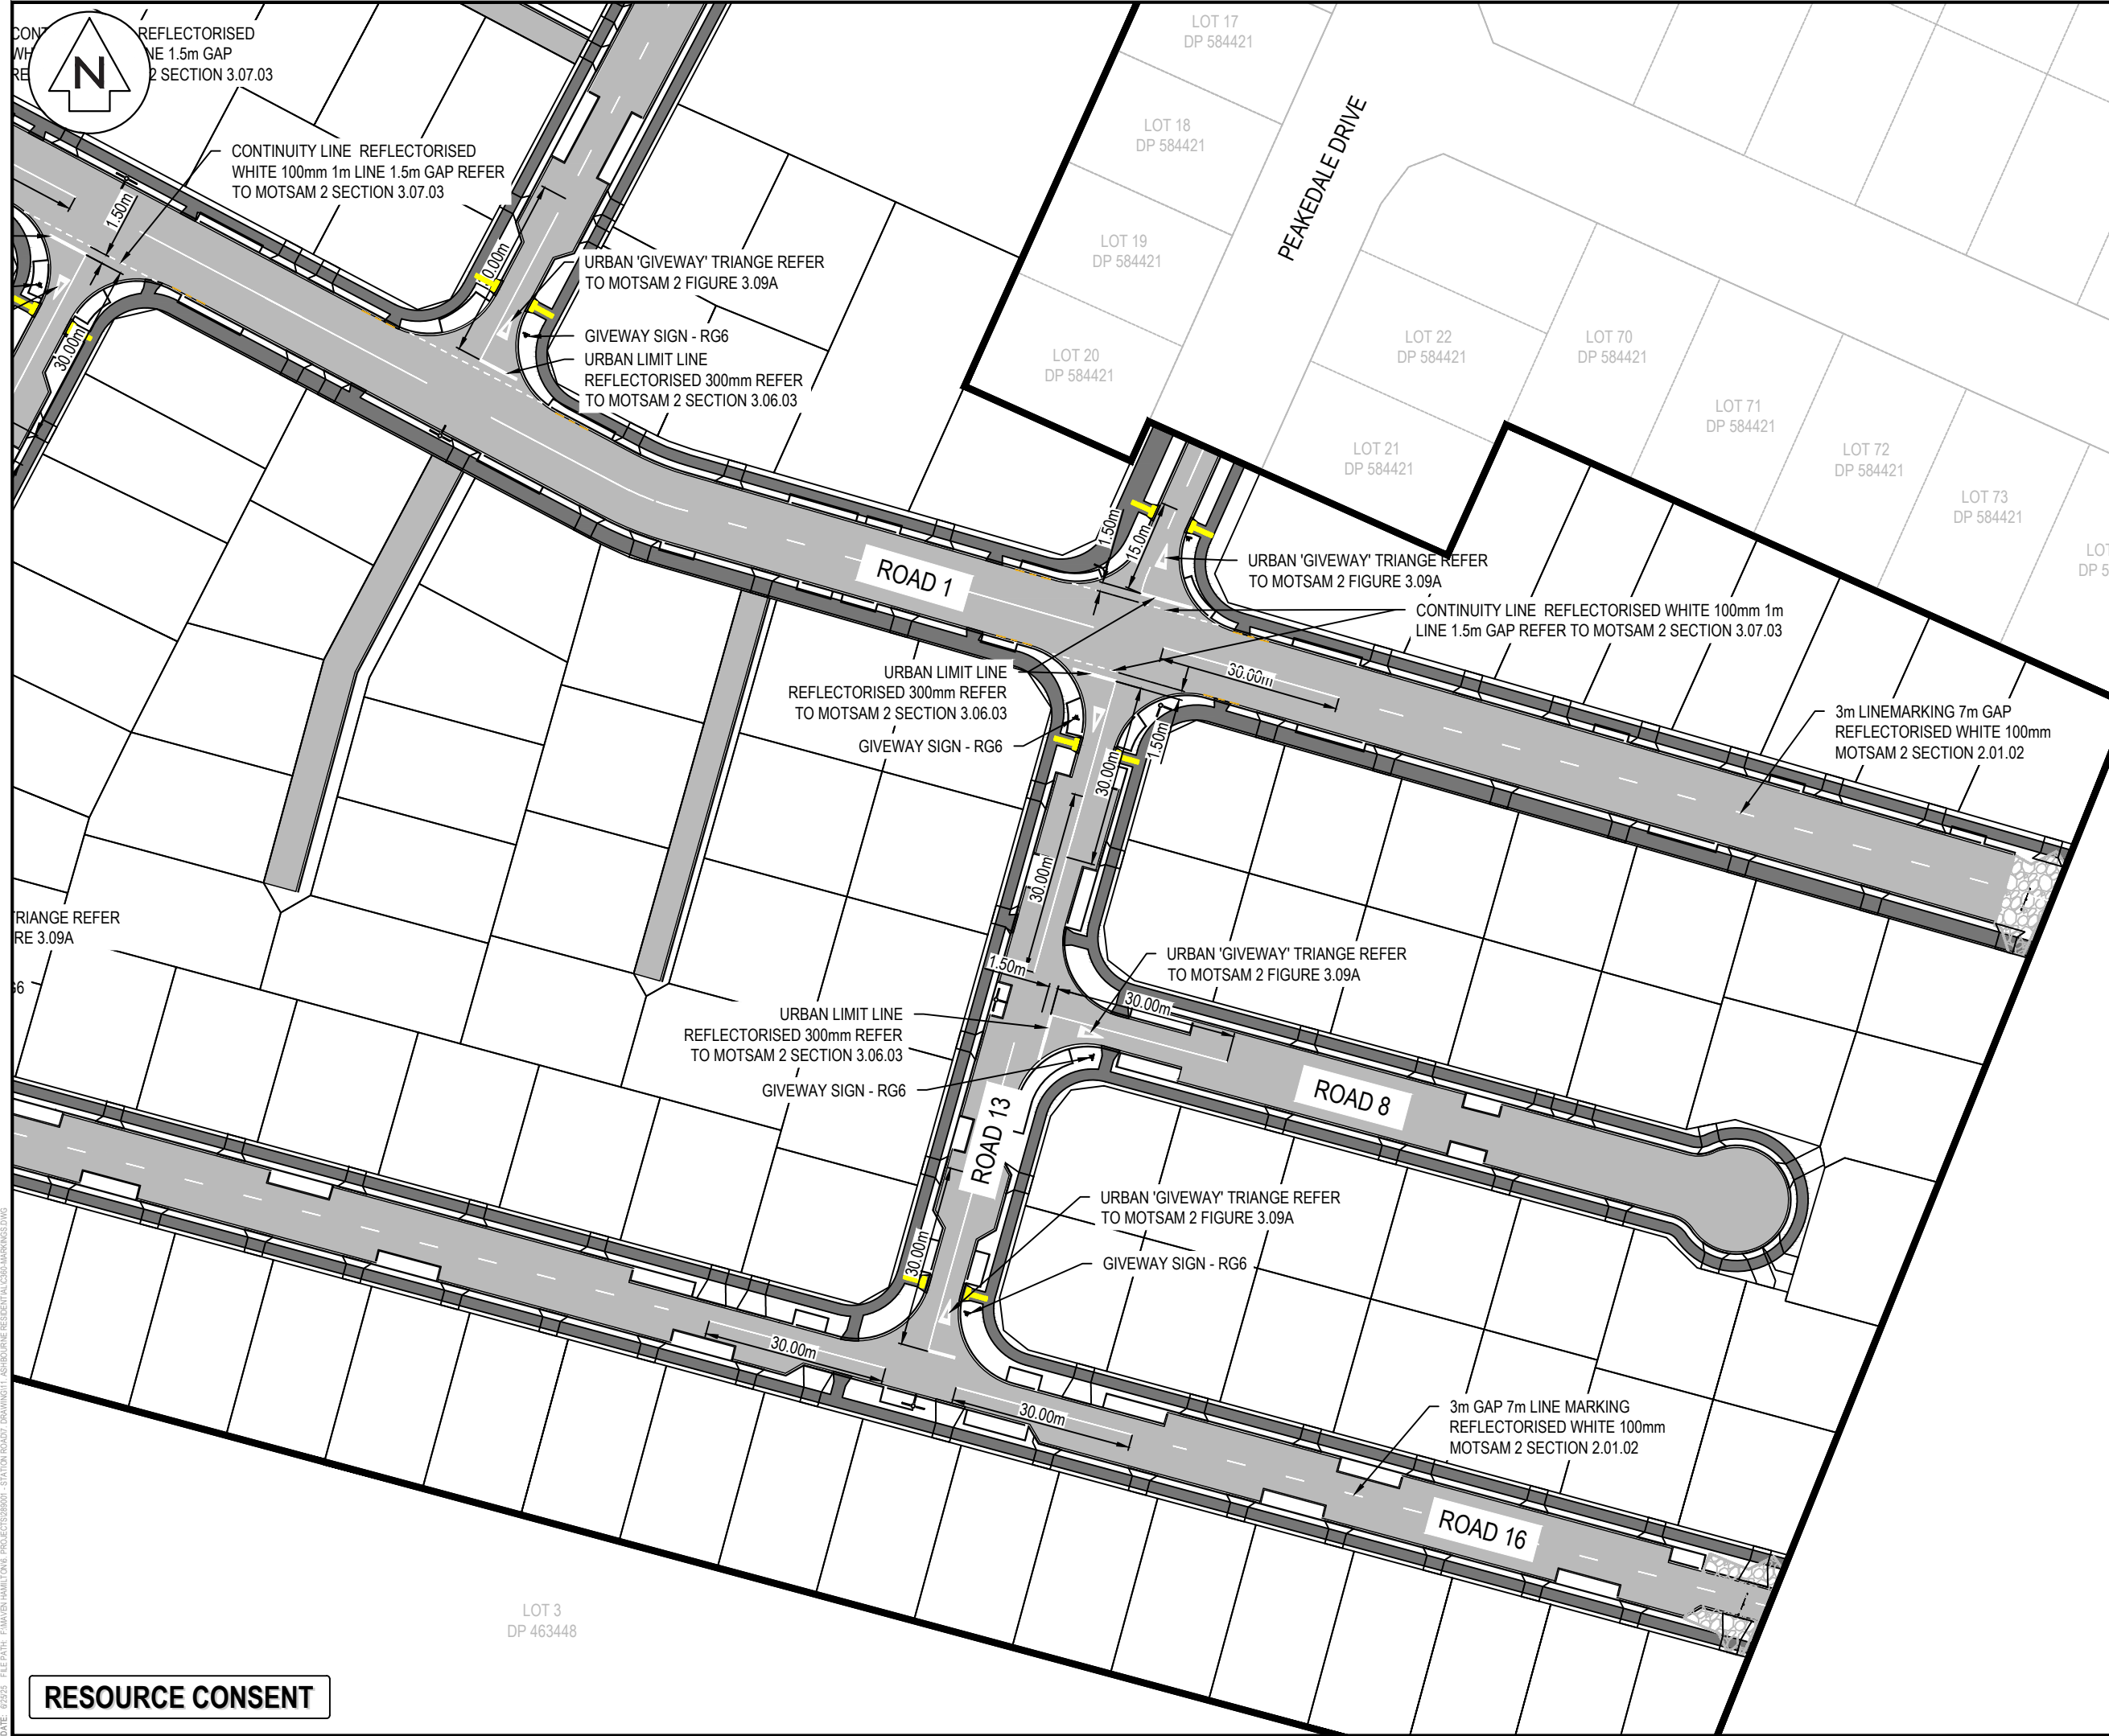 REFLECTORISED
NE 1.5m GAP
2 SECTION 3.07.03
CON
WH
RE
N
CONTINUITY LINE REFLECTORISED
WHITE 100mm 1m LINE 1.5m GAP REFER
TO MOTSAM 2 SECTION 3.07.03
1.50m
0.00m
30.00m
URBAN 'GIVEWAY' TRIANGE REFER
TO MOTSAM 2 FIGURE 3.09A
GIVEWAY SIGN - RG6
URBAN LIMIT LINE
REFLECTORISED 300mm REFER
TO MOTSAM 2 SECTION 3.06.03
LOT 17
DP 584421
LOT 18
DP 584421
LOT 19
DP 584421
LOT 20
DP 584421
PEAKEDALE DRIVE
LOT 22
DP 584421
LOT 70
DP 584421
LOT 21
DP 584421
LOT 71
DP 584421
LOT 72
DP 584421
LOT 73
DP 584421
LOT
DP 5
1.50m
15.0m
ROAD 1
URBAN 'GIVEWAY' TRIANGE REFER
TO MOTSAM 2 FIGURE 3.09A
CONTINUITY LINE REFLECTORISED WHITE 100mm 1m
LINE 1.5m GAP REFER TO MOTSAM 2 SECTION 3.07.03
URBAN LIMIT LINE
REFLECTORISED 300mm REFER
TO MOTSAM 2 SECTION 3.06.03
GIVEWAY SIGN - RG6
30.00m
1.50m
30.00m
30.00m
3m LINEMARKING 7m GAP
REFLECTORISED WHITE 100mm
MOTSAM 2 SECTION 2.01.02
TRIANGE REFER
RE 3.09A
G6
1.50m
30.00m
URBAN 'GIVEWAY' TRIANGE REFER
TO MOTSAM 2 FIGURE 3.09A
URBAN LIMIT LINE
REFLECTORISED 300mm REFER
TO MOTSAM 2 SECTION 3.06.03
GIVEWAY SIGN - RG6
ROAD 8
ROAD 13
URBAN 'GIVEWAY' TRIANGE REFER
TO MOTSAM 2 FIGURE 3.09A
GIVEWAY SIGN - RG6
30.00m
30.00m
30.00m
3m GAP 7m LINE MARKING
REFLECTORISED WHITE 100mm
MOTSAM 2 SECTION 2.01.02
ROAD 16
LOT 3
DP 463448
RESOURCE CONSENT